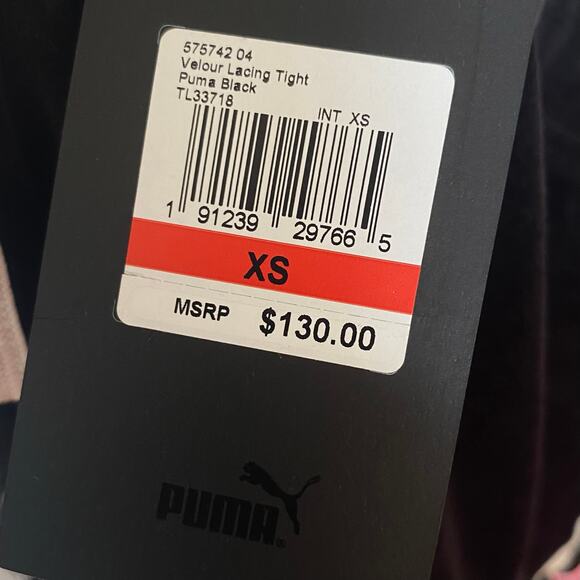 575742 04
Velour Lacing Tight
Puma Black
TL33718
INT XS
1 91239 29766 5
XS
MSRP $130.00
PUMA®